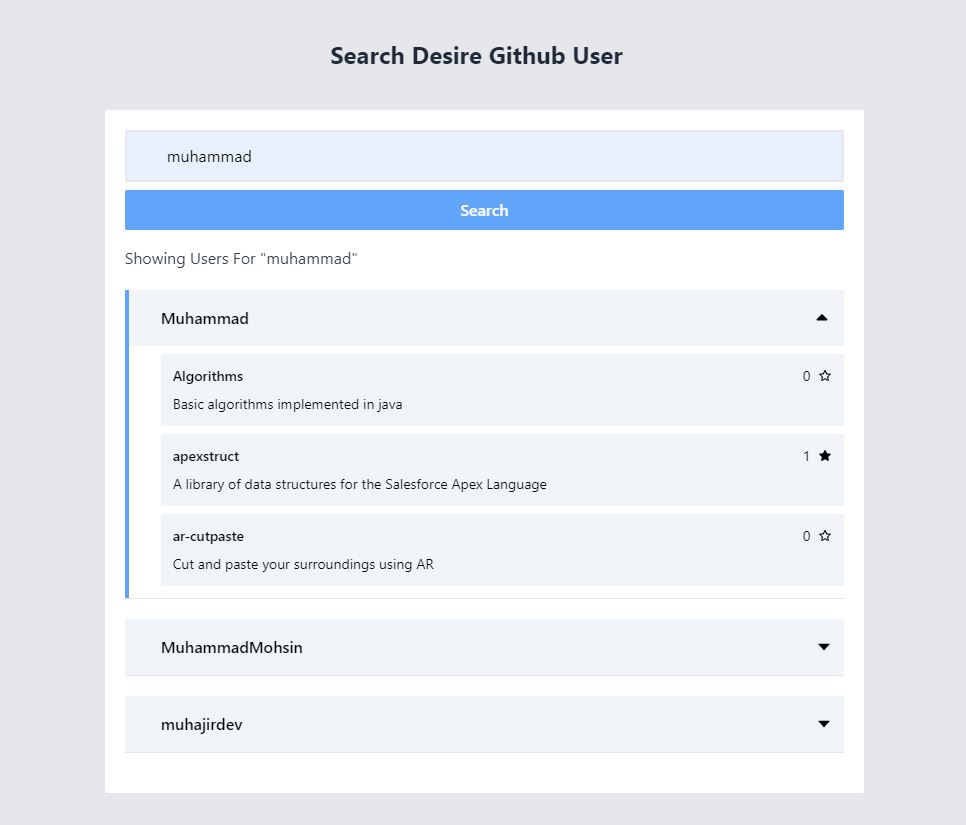 Search Desire Github User
muhammad
Search
Showing Users For "muhammad"
Muhammad
Algorithms 0
Basic algorithms implemented in java
apexstruct 1
A library of data structures for the Salesforce Apex Language
ar-cutpaste 0
Cut and paste your surroundings using AR
MuhammadMohsin
muhajirdev